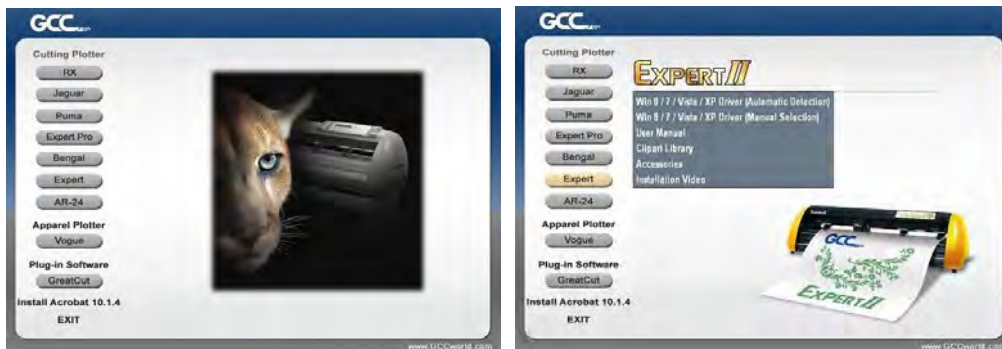 GCC
Cutting Plotter
RX
Jaguar
Puma
Expert Pro
Bengal
Expert
AR-24
Apparel Plotter
Vogue
Plug-in Software
GreatCut
Install Acrobat 10.1.4
EXIT
www.GCCworld.com
GCC
Cutting Plotter
RX
Jaguar
Puma
Expert Pro
Bengal
Expert
AR-24
Apparel Plotter
Vogue
Plug-in Software
GreatCut
Install Acrobat 10.1.4
EXIT
EXPERT II
Win 8 / 7 / Vista / XP Driver (Automatic Detection)
Win 8 / 7 / Vista / XP Driver (Manual Selection)
User Manual
Clipart Library
Accessories
Installation Video
GCC
EXPERT II
www.GCCworld.com